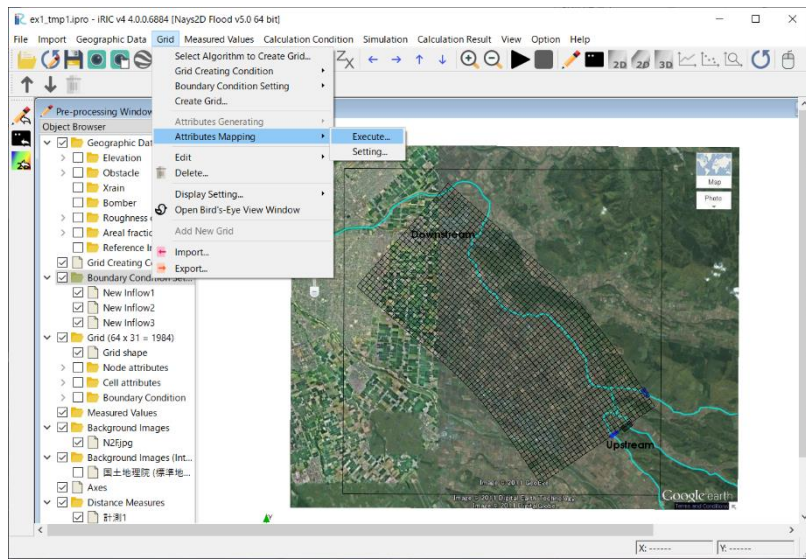 ex1_tmp1.ipro - iRIC v4 4.0.0.6884 [Nays2D Flood v5.0 64 bit]
File Import Geographic Data Grid Measured Values Calculation Condition Simulation Calculation Result View Option Help
Select Algorithm to Create Grid...
Grid Creating Condition
Boundary Condition Setting
Create Grid...
Attributes Generating
Attributes Mapping
Execute...
Setting...
Edit
Delete...
Display Setting...
Open Bird's-Eye View Window
Add New Grid
Import...
Export...
2D 2D 3D
Pre-processing Window
Object Browser
Geographic Dat
Elevation
Obstacle
Xrain
Bomber
Roughness
Areal fractio
Reference I
Grid Creating C
Boundary Condition Set...
New Inflow1
New Inflow2
New Inflow3
Grid (64 x 31 = 1984)
Grid shape
Node attributes
Cell attributes
Boundary Condition
Measured Values
Background Images
Background Images (Int...
国土地理院 (標準地...
Axes
Distance Measures
計測1
Map
Photo
Downstream
Upstream
Google earth
Y
X: ------
Y: ------